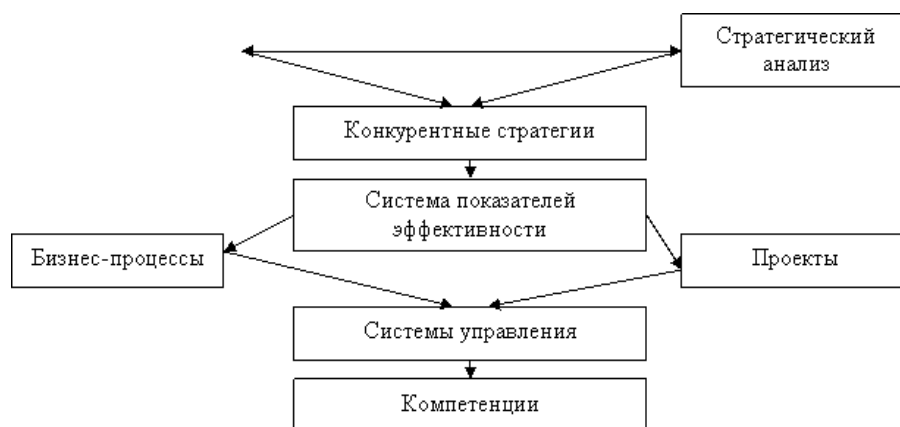 Стратегический
анализ
Конкурентные стратегии
Система показателей
эффективности
Бизнес-процессы
Проекты
Системы управления
Компетенции